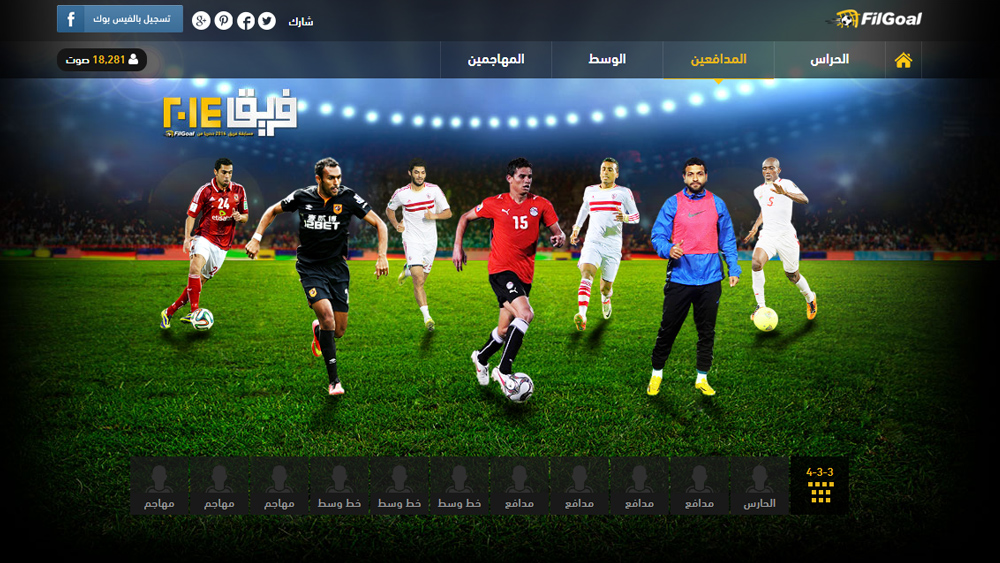 FilGoal
شارك
تسجيل بالفيس بوك
الحراس
المدافعين
الوسط
المهاجمين
18,281 صوت
فريق ٢٠١٤
مسابقة فريق 2014 حصريا من FilGoal
24
12BET
15
5
4-3-3
الحارس
مدافع
مدافع
مدافع
مدافع
خط وسط
خط وسط
خط وسط
مهاجم
مهاجم
مهاجم